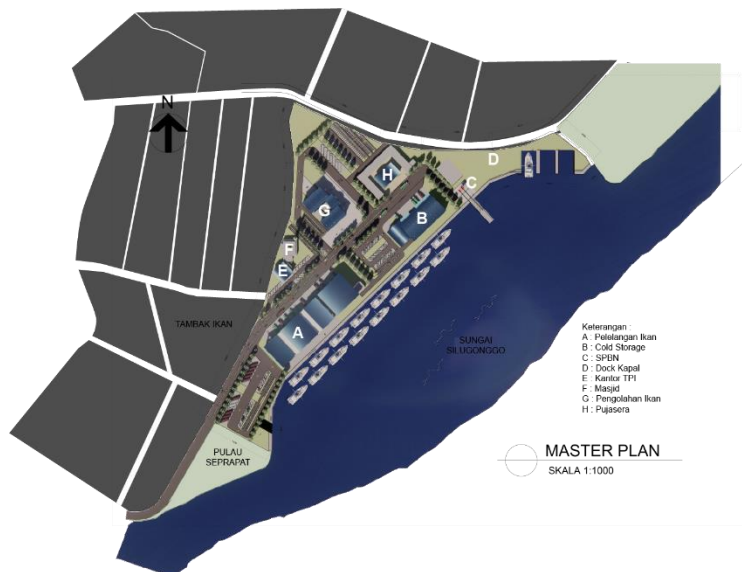 N
H
D
C
G
B
F
E
A
TAMBAK IKAN
SUNGAI
SILUGONGGO
PULAU
SEPRAPAT
Keterangan :
A : Pelelangan Ikan
B : Cold Storage
C : SPBN
D : Dock Kapal
E : Kantor TPI
F : Masjid
G : Pengolahan Ikan
H : Pujasera
MASTER PLAN
SKALA 1:1000